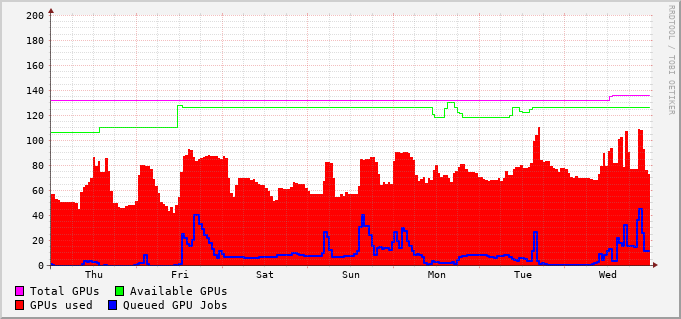 200
180
160
140
120
100
80
60
40
20
0
Thu Fri Sat Sun Mon Tue Wed
Total GPUs Available GPUs
GPUs used Queued GPU Jobs
RRDTOOL / TOBI OETIKER